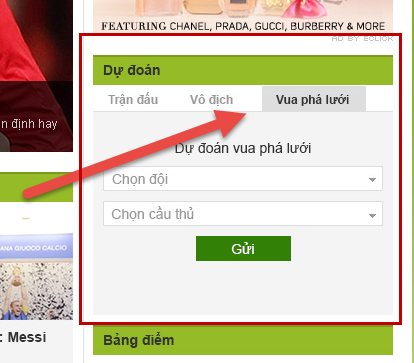 FEATURING CHANEL, PRADA, GUCCI, BURBERRY & MORE
AD BY ECLICK
Dự đoán
Trận đấu Vô địch Vua phá lưới
n định hay
Dự đoán vua phá lưới
Chọn đội
Chọn cầu thủ
Gửi
ANA GIUOCO CALCIO
: Messi
Bảng điểm